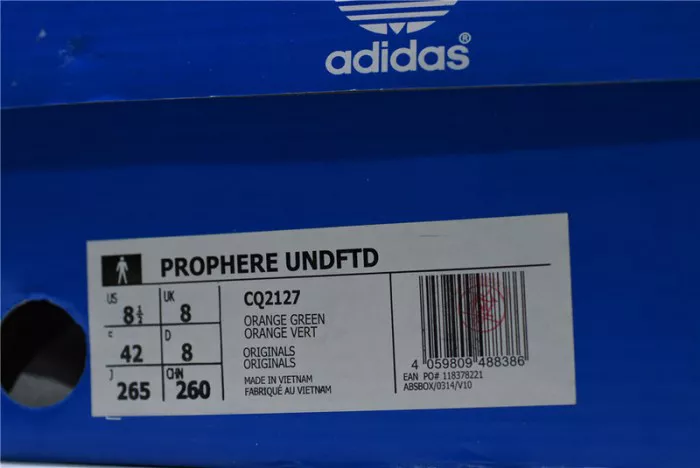 adidas®
PROPHERE UNDFTD
US 8½ UK 8
F 42 D 8
J 265 CHN 260
CQ2127
ORANGE GREEN
ORANGE VERT
ORIGINALS
ORIGINALS
MADE IN VIETNAM
FABRIQUÉ AU VIETNAM
4 059809 488386
EAN PO# 118378221
ABSBOX/0314/V10